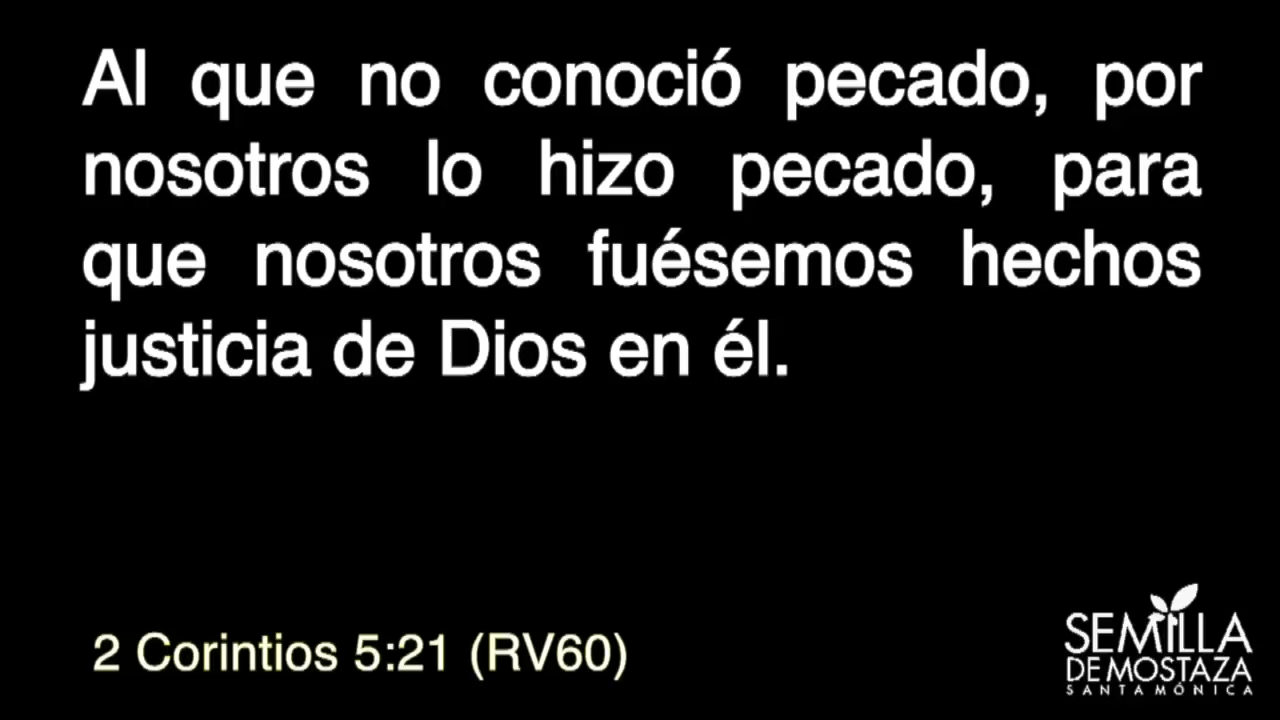 Al que no conoció pecado, por
nosotros lo hizo pecado, para
que nosotros fuésemos hechos
justicia de Dios en él.
2 Corintios 5:21 (RV60)
SEMILLA
DE MOSTAZA
SANTA MÓNICA